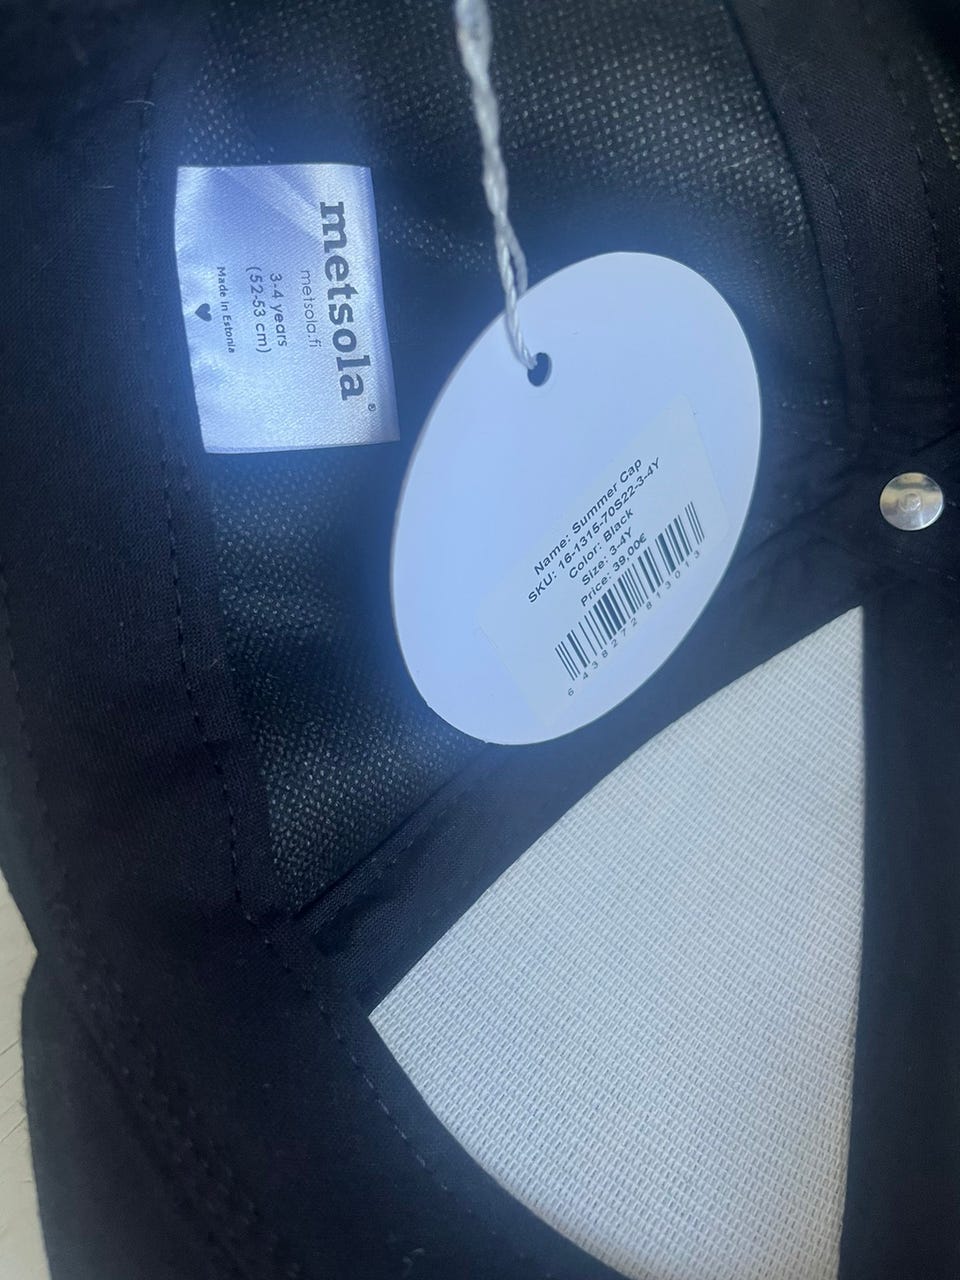 metsola®
metsola.fi
3-4 years
(52-53 cm)
Made in Estonia
Name: Summer Cap
SKU: 16-1315-70S22-3-4Y
Color: Black
Size: 3-4Y
Price: 39.00€
6 438272 813013